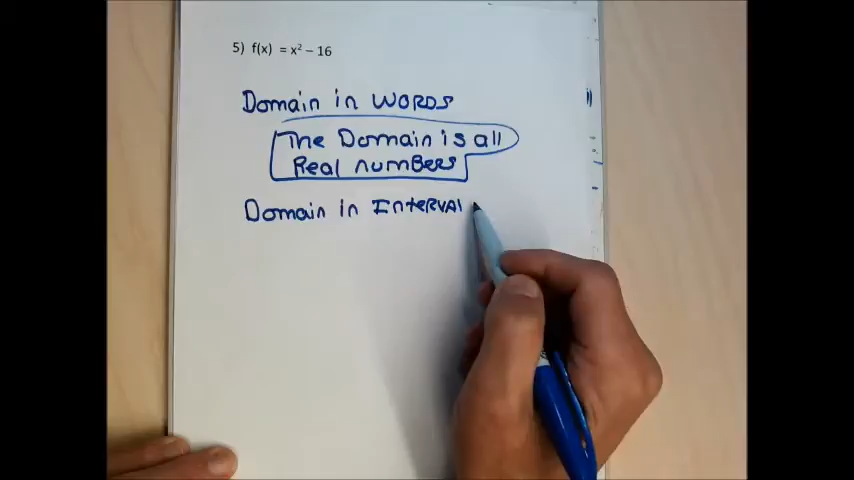 5) f(x) = x² – 16
Domain in WORDS
The Domain is all
Real numBers
Domain in INterVAl